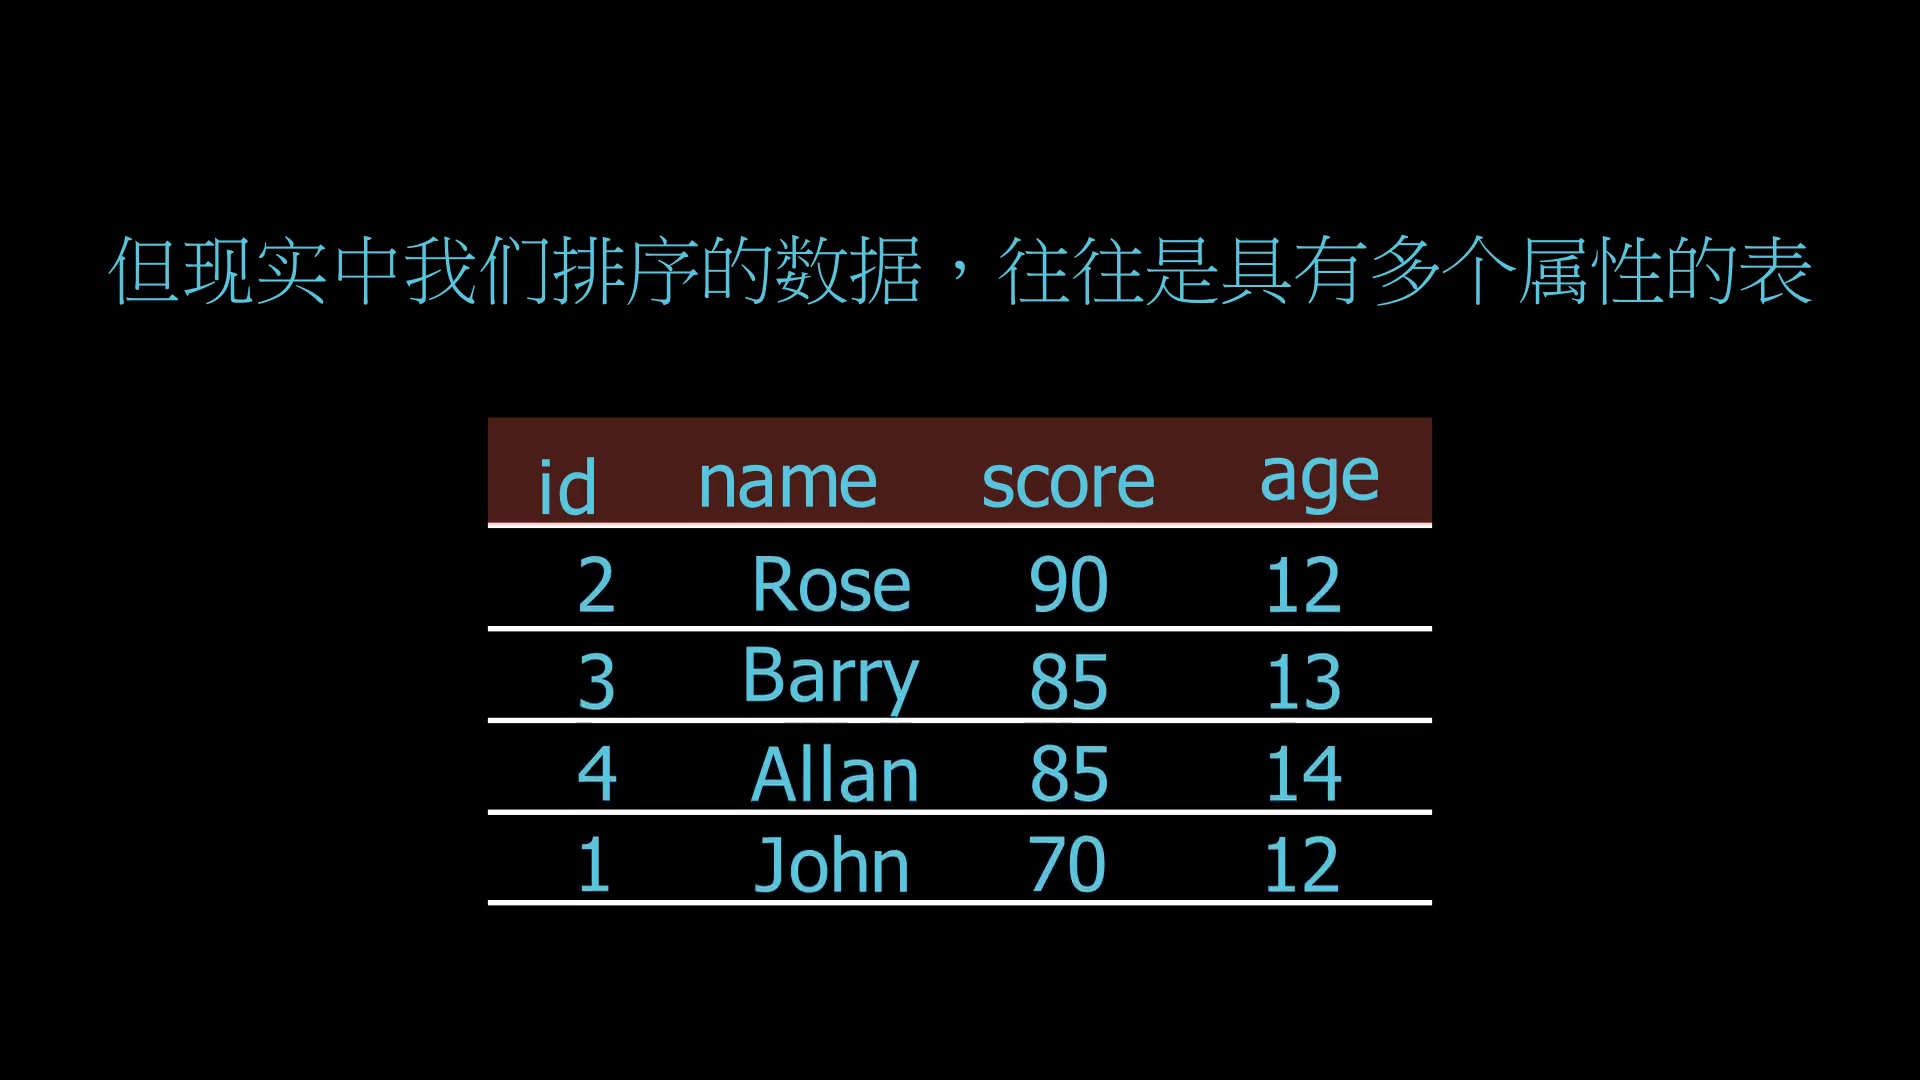 但现实中我们排序的数据，往往是具有多个属性的表
id name score age
2 Rose 90 12
3 Barry 85 13
4 Allan 85 14
1 John 70 12